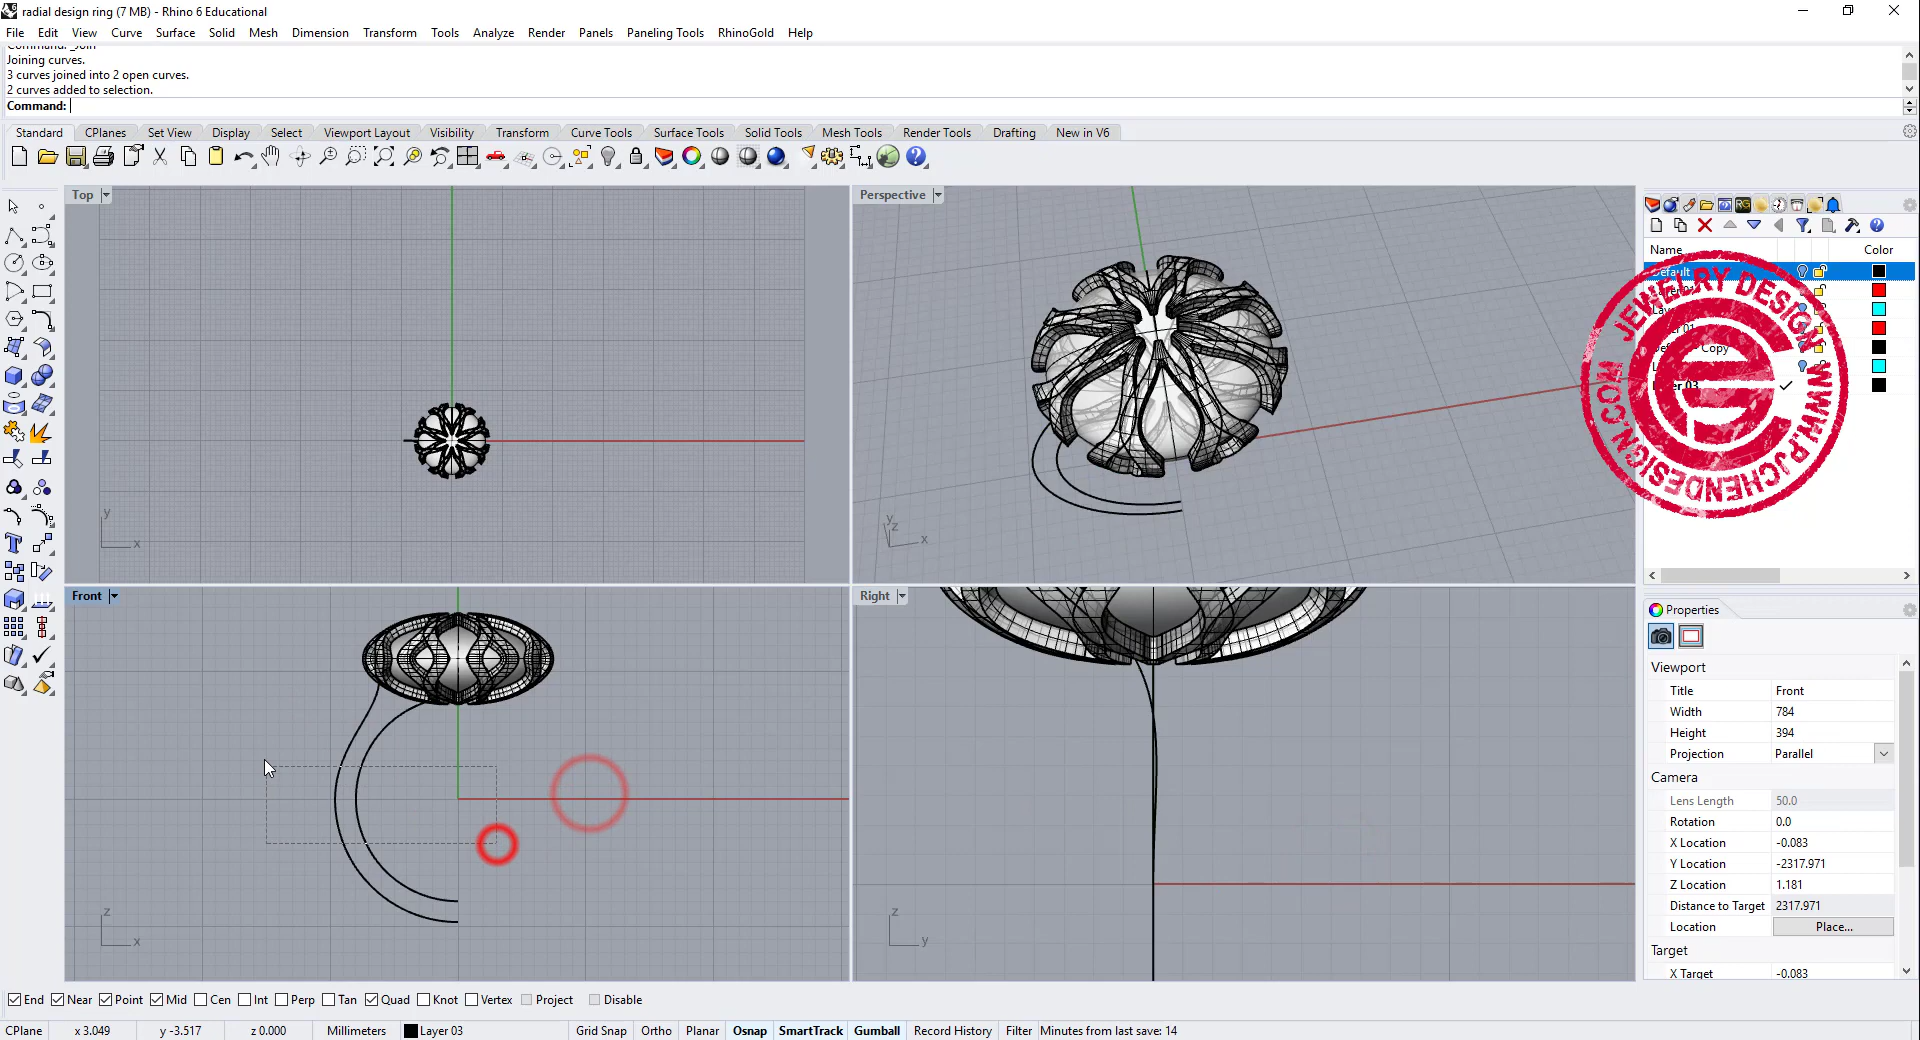 radial design ring (7 MB) - Rhino 6 Educational
File Edit View Curve Surface Solid Mesh Dimension Transform Tools Analyze Render Panels Paneling Tools RhinoGold Help
Command: _Join
Joining curves.
3 curves joined into 2 open curves.
2 curves added to selection.
Command:
Standard CPlanes Set View Display Select Viewport Layout Visibility Transform Curve Tools Surface Tools Solid Tools Mesh Tools Render Tools Drafting New in V6
Top
Perspective
Name Color
Default
Copy
JEWELRY DESIGN WWW.PJCHENDESIGN.COM
y
x
y
z
x
Front
Right
z
x
z
y
Properties
Viewport
Title Front
Width 784
Height 394
Projection Parallel
Camera
Lens Length 50.0
Rotation 0.0
X Location -0.083
Y Location -2317.971
Z Location 1.181
Distance to Target 2317.971
Location Place...
Target
X Target -0.083
End Near Point Mid Cen Int Perp Tan Quad Knot Vertex Project Disable
CPlane x 3.049 y -3.517 z 0.000 Millimeters Layer 03 Grid Snap Ortho Planar Osnap SmartTrack Gumball Record History Filter Minutes from last save: 14